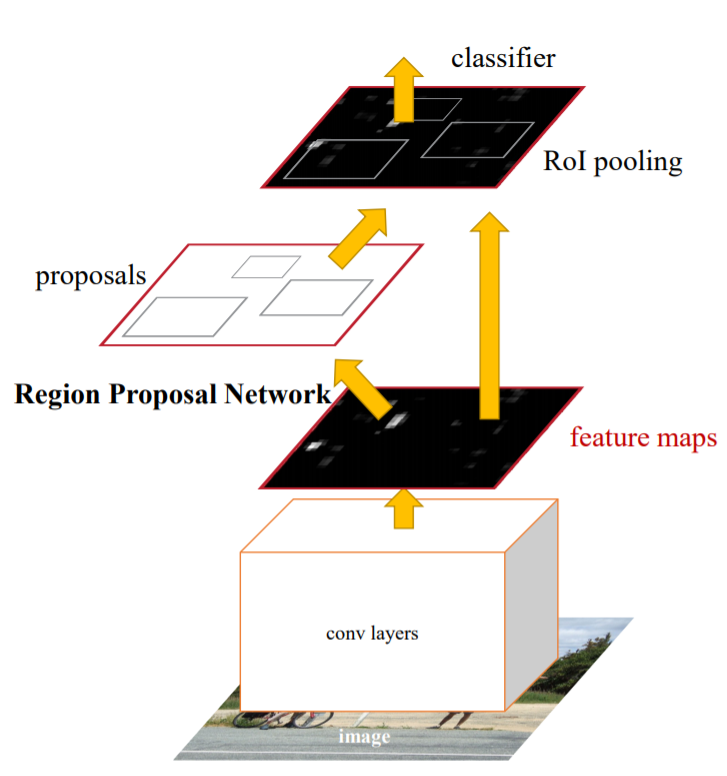 classifier
RoI pooling
proposals
Region Proposal Network
feature maps
conv layers
image